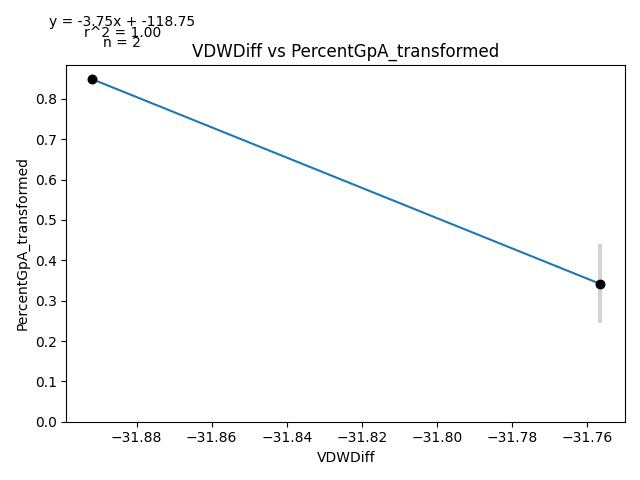 y = -3.75x + -118.75
r^2 = 1.00
n = 2
VDWDiff vs PercentGpA_transformed
PercentGpA_transformed
0.8
0.7
0.6
0.5
0.4
0.3
0.2
0.1
0.0
−31.88 −31.86 −31.84 −31.82 −31.80 −31.78 −31.76
VDWDiff